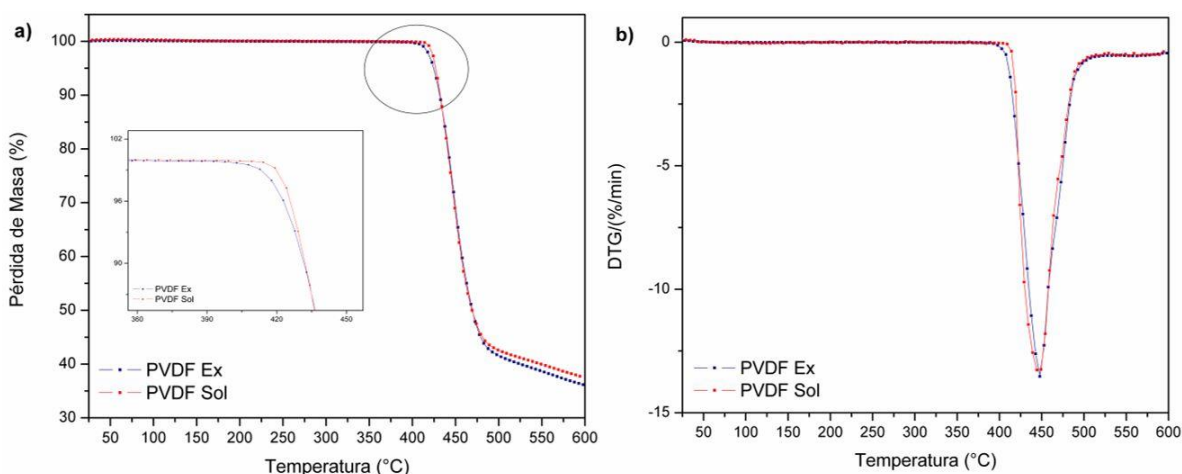 a)
Pérdida de Masa (%)
100
90
80
70
60
50
40
30
102
99
96
93
90
360
390
420
450
PVDF Ex
PVDF Sol
PVDF Ex
PVDF Sol
50 100 150 200 250 300 350 400 450 500 550 600
Temperatura (°C)
b)
DTG/(%/min)
0
-5
-10
-15
PVDF Ex
PVDF Sol
50 100 150 200 250 300 350 400 450 500 550 600
Temperatura (°C)